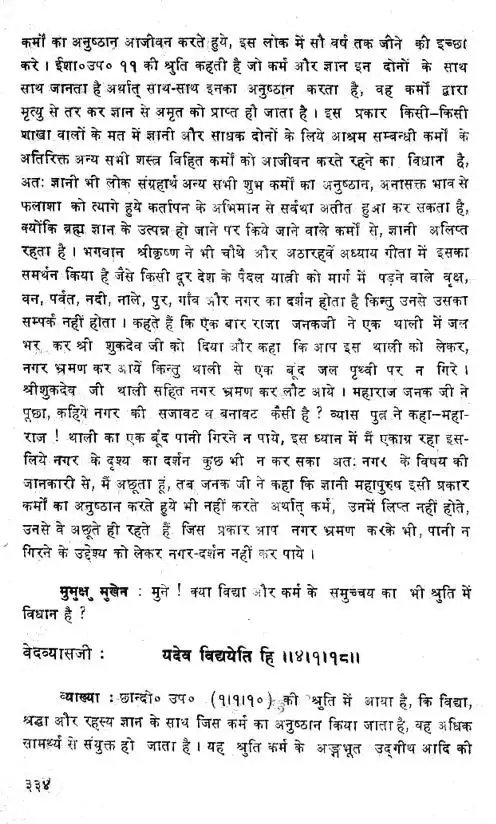 कर्मों का अनुष्ठान आजीवन करते हुये, इस लोक में सौ वर्ष तक जीने की इच्छा
करे । ईशा० उप० ११ की श्रुति कहती है जो कर्म और ज्ञान इन दोनों के साथ
साथ जानता है अर्थात् साथ-साथ इनका अनुष्ठान करता है, वह कर्मों द्वारा
मृत्यु से तर कर ज्ञान से अमृत को प्राप्त हो जाता है । इस प्रकार किसी-किसी
शाखा वालों के मत में ज्ञानी और साधक दोनों के लिये आश्रम सम्बन्धी कर्मों के
अतिरिक्त अन्य सभी शस्त्र विहित कर्मों को आजीवन करते रहने का विधान है,
अतः ज्ञानी भी लोक संग्रहार्थ अन्य सभी शुभ कर्मों का अनुष्ठान, अनासक्त भाव से
फलाशा को त्यागे हुये कर्तापन के अभिमान से सर्वथा अतीत हुआ कर सकता है,
क्योंकि ब्रह्म ज्ञान के उत्पन्न हो जाने पर किये जाने वाले कर्मों से, ज्ञानी अलिप्त
रहता है । भगवान श्रीकृष्ण ने भी चौथे और अठारहवें अध्याय गीता में इसका
समर्थन किया है जैसे किसी दूर देश के पैदल यात्री को मार्ग में पड़ने वाले वृक्ष,
वन, पर्वत, नदी, नाले, पुर, गाँव और नगर का दर्शन होता है किन्तु उनसे उसका
सम्पर्क नहीं होता । कहते हैं कि एक बार राजा जनकजी ने एक थाली में जल
भर कर श्री शुकदेव जी को दिया और कहा कि आप इस थाली को लेकर,
नगर भ्रमण कर आयें किन्तु थाली से एक बूंद जल पृथ्वी पर न गिरे ।
श्रीशुकदेव जी थाली सहित नगर भ्रमण कर लौट आये । महाराज जनक जी ने
पूछा, कहिये नगर की सजावट व बनावट कैसी है ? व्यास पुत्र ने कहा–महा-
राज ! थाली का एक बूँद पानी गिरने न पाये, इस ध्यान में मैं एकाग्र रहा इस-
लिये नगर के दृश्य का दर्शन कुछ भी न कर सका अतः नगर के विषय की
जानकारी से, मैं अछूता हूं, तब जनक जी ने कहा कि ज्ञानी महापुरुष इसी प्रकार
कर्मों का अनुष्ठान करते हुये भी नहीं करते अर्थात् कर्म, उनमें लिप्त नहीं होते,
उनसे वे अछूते ही रहते हैं जिस प्रकार आप नगर भ्रमण करके भी, पानी न
गिरने के उद्देश्य को लेकर नगर-दर्शन नहीं कर पाये ।
मुमुक्षु मुखेन : मुने ! क्या विद्या और कर्म के समुच्चय का भी श्रुति में
विधान है ?
वेदव्यासजी : यदेव विद्ययेति हि ॥४।१।१८॥
व्याख्या : छान्दो० उप० (१।१।१०) की श्रुति में आया है, कि विद्या,
श्रद्धा और रहस्य ज्ञान के साथ जिस कर्म का अनुष्ठान किया जाता है, वह अधिक
सामर्थ्य से संयुक्त हो जाता है । यह श्रुति कर्म के अङ्गभूत उद्गीथ आदि की
३३४